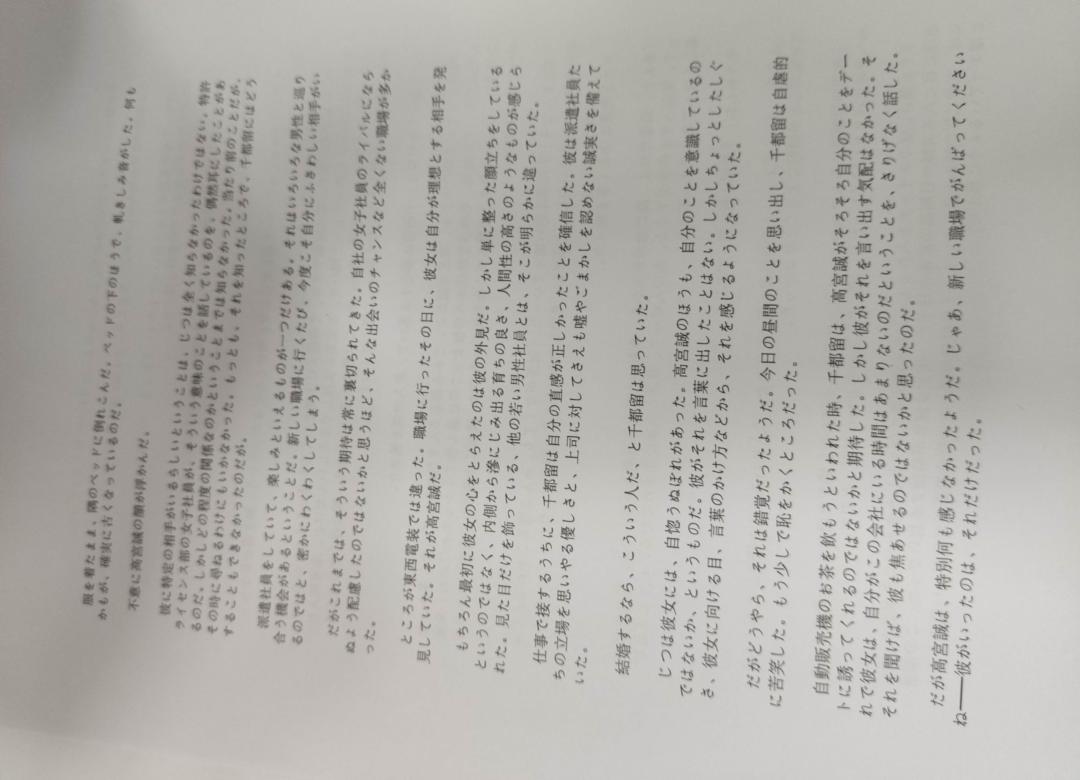 服を着たまま、隣のベッドに倒れこんだ。ベッドの下のほうで、軋きしみ音がした。何も
かもが、確実に古くなっているのだ。
不意に高宮誠の顔が浮かんだ。
彼に特定の相手がいるらしいということは、じつは全く知らなかったわけではない。特許
ライセンス部の女子社員が、そういう意味のことを話しているのを、偶然耳にしたことがあ
るのだ。しかしどの程度の関係なのかということまでは知らなかった。当たり前のことだが、
その時に尋ねるわけにもいかなかった。もっとも、それを知ったところで、千都留にはどう
することもできなかったのだが。
派遣社員をしていて、楽しみといえるものが一つだけある。それはいろいろな男性と巡り
合う機会があるということだ。新しい職場に行くたび、今度こそ自分にふさわしい相手がい
るのではと、密かにわくわくしてしまう。
だがこれまでは、そういう期待は常に裏切られてきた。自社の女子社員のライバルになら
ぬよう配慮したのではないかと思うほど、そんな出会いのチャンスなど全くない職場が多か
った。
ところが東西電装では違った。職場に行ったその日に、彼女は自分が理想とする相手を発
見していた。それが高宮誠だ。
もちろん最初に彼女の心をとらえたのは彼の外見だ。しかし単に整った顔立ちをしている
というのではなく、内側から滲にじみ出る育ちの良さ、人間性の高さのようなものが感じら
れた。見た目だけを飾っている、他の若い男性社員とは、そこが明らかに違っていた。
仕事で接するうちに、千都留は自分の直感が正しかったことを確信した。彼は派遣社員た
ちの立場を思いやる優しさと、上司に対してさえも嘘やごまかしを認めない誠実さを備えて
いた。
結婚するなら、こういう人だ、と千都留は思っていた。
じつは彼女には、自惚うぬぼれがあった。高宮誠のほうも、自分のことを意識しているの
ではないか、というものだ。彼がそれを言葉に出したことはない。しかしちょっとしたしぐ
さ、彼女に向ける目、言葉のかけ方などから、それを感じるようになっていた。
だがどうやら、それは錯覚だったようだ。今日の昼間のことを思い出し、千都留は自虐的
に苦笑した。もう少しで恥をかくところだった。
自動販売機のお茶を飲もうといわれた時、千都留は、高宮誠がそろそろ自分のことをデー
トに誘ってくれるのではないかと期待した。しかし彼がそれを言い出す気配はなかった。そ
れで彼女は、自分がこの会社にいる時間はあまりないのだということを、さりげなく話した。
それを聞けば、彼も焦あせるのではないかと思ったのだ。
だが高宮誠は、特別何も感じなかったようだ。じゃあ、新しい職場でがんばってください
ね――彼がいったのは、それだけだった。